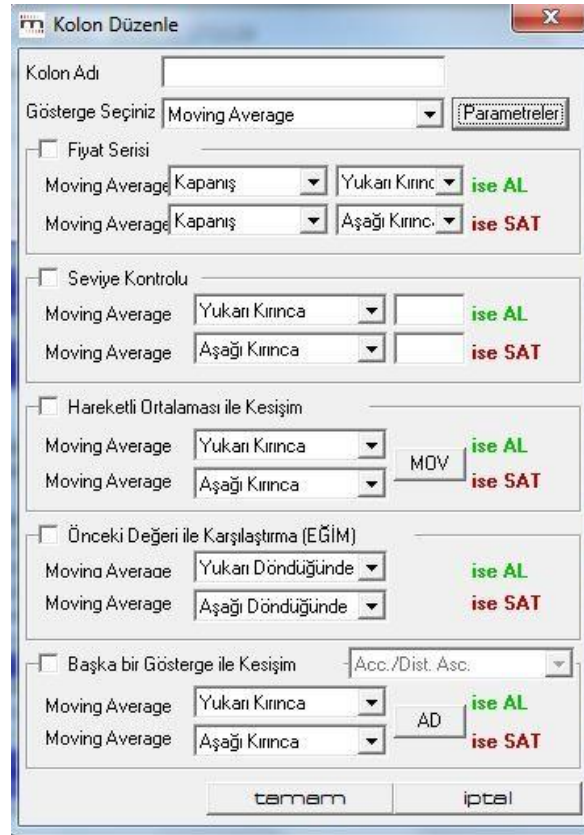 Kolon Düzenle
Kolon Adı
Gösterge Seçiniz Moving Average Parametreler
Fiyat Serisi
Moving Average Kapanış Yukarı Kırınc ise AL
Moving Average Kapanış Aşağı Kırınc. ise SAT
Seviye Kontrolu
Moving Average Yukarı Kırınca ise AL
Moving Average Aşağı Kırınca ise SAT
Hareketli Ortalaması ile Kesişim
Moving Average Yukarı Kırınca MOV ise AL
Moving Average Aşağı Kırınca ise SAT
Önceki Değeri ile Karşılaştırma (EĞİM)
Moving Average Yukarı Döndüğünde ise AL
Moving Average Aşağı Döndüğünde ise SAT
Başka bir Gösterge ile Kesişim Acc./Dist. Asc.
Moving Average Yukarı Kırınca AD ise AL
Moving Average Aşağı Kırınca ise SAT
tamam iptal